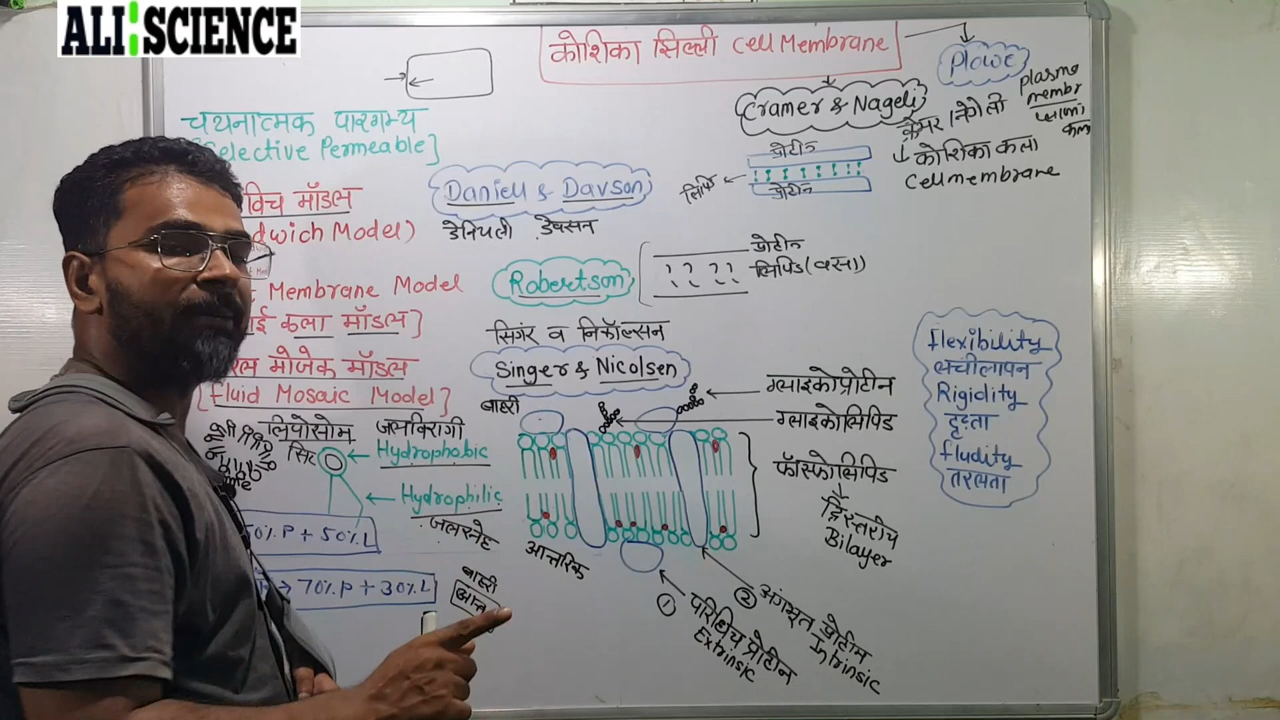 ALI SCIENCE
कोशिका सिल्ली Cell Membrane
Plowe
plasma
membr
Cramer & Nageli
क्रेमर । नेगेली
कोशिका कला
Cell membrane
चयनात्मक पारगम्य
Selective Permeable]
प्रोटीन
लिपिड
प्रोटीन
विच मॉडल
dwich Model)
Daniell & Davson
डेनियली डेवसन
Robertson
प्रोटीन
लिपिड (वसा)
Membrane Model
ई कला मॉडल]
सिगंर व निकॉल्सन
Singer & Nicolsen
मोजेक मॉडल
[fluid Mosaic Model]
बाहरी
ग्लाइकोप्रोटीन
ग्लाइकोलिपिड
फॉस्फोलिपिड
द्विस्तरीय
Bilayer
लिपोसोम
जलविरागी
सिर
Hydrophobic
Hydrophilic
जलस्नेह
50%.P + 50%.L
→ 70%.P + 30%.L
बाहरी
आन्त
आन्तरिक
① परिधिय प्रोटीन
Extrinsic
② अंगभूत प्रोटीन
Intrinsic
flexibility
लचीलापन
Rigidity
दृढ़ता
fludity
तरलता